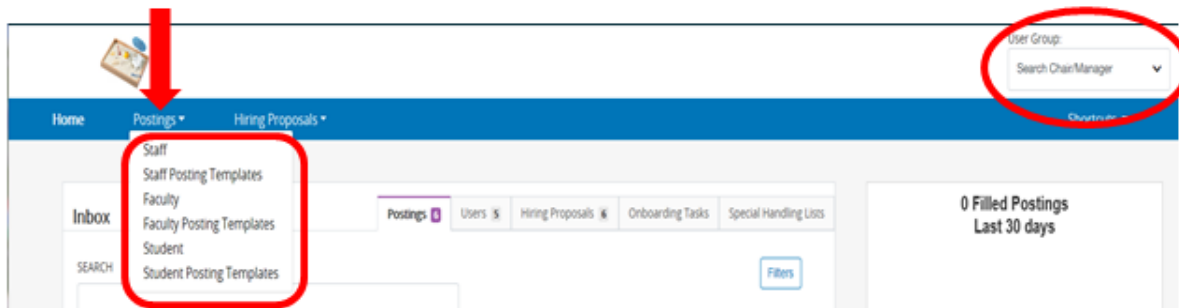 User Group:
Search Chair/Manager
Home Postings Hiring Proposals Shortcuts
Staff
Staff Posting Templates
Faculty
Faculty Posting Templates
Student
Student Posting Templates
Inbox
Postings 6 Users 5 Hiring Proposals 6 Onboarding Tasks Special Handling Lists
SEARCH
Filters
0 Filled Postings
Last 30 days